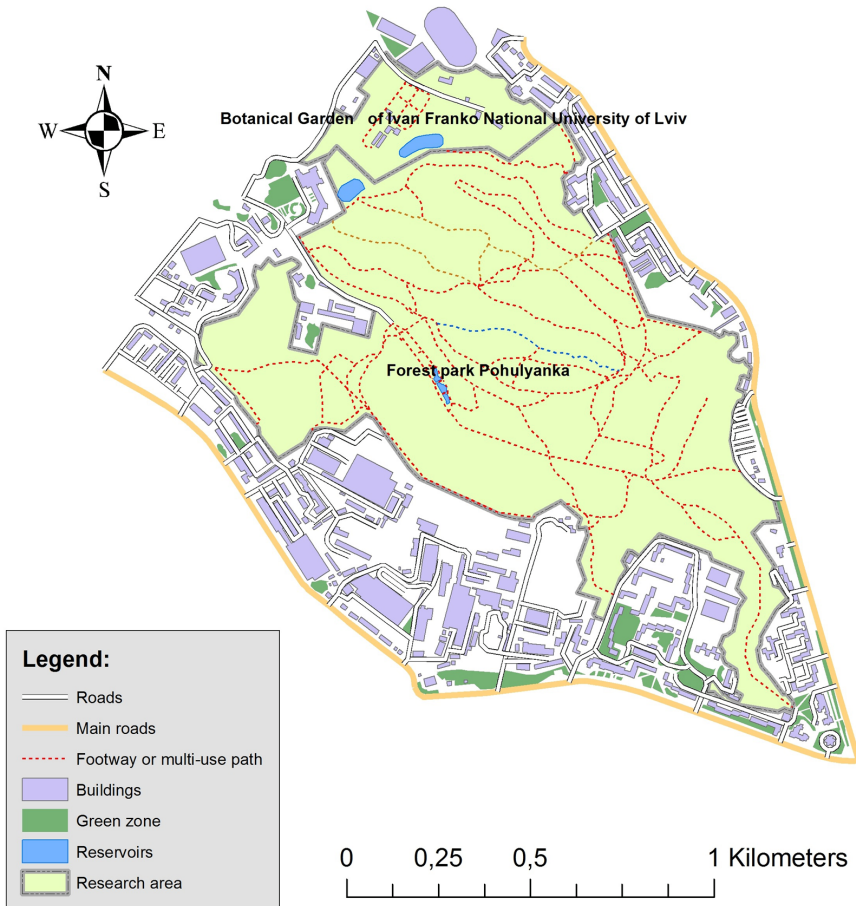 N
W
E
S
Botanical Garden of Ivan Franko National University of Lviv
Forest park Pohulyanka
Legend:
Roads
Main roads
Footway or multi-use path
Buildings
Green zone
Reservoirs
Research area
0 0,25 0,5 1 Kilometers